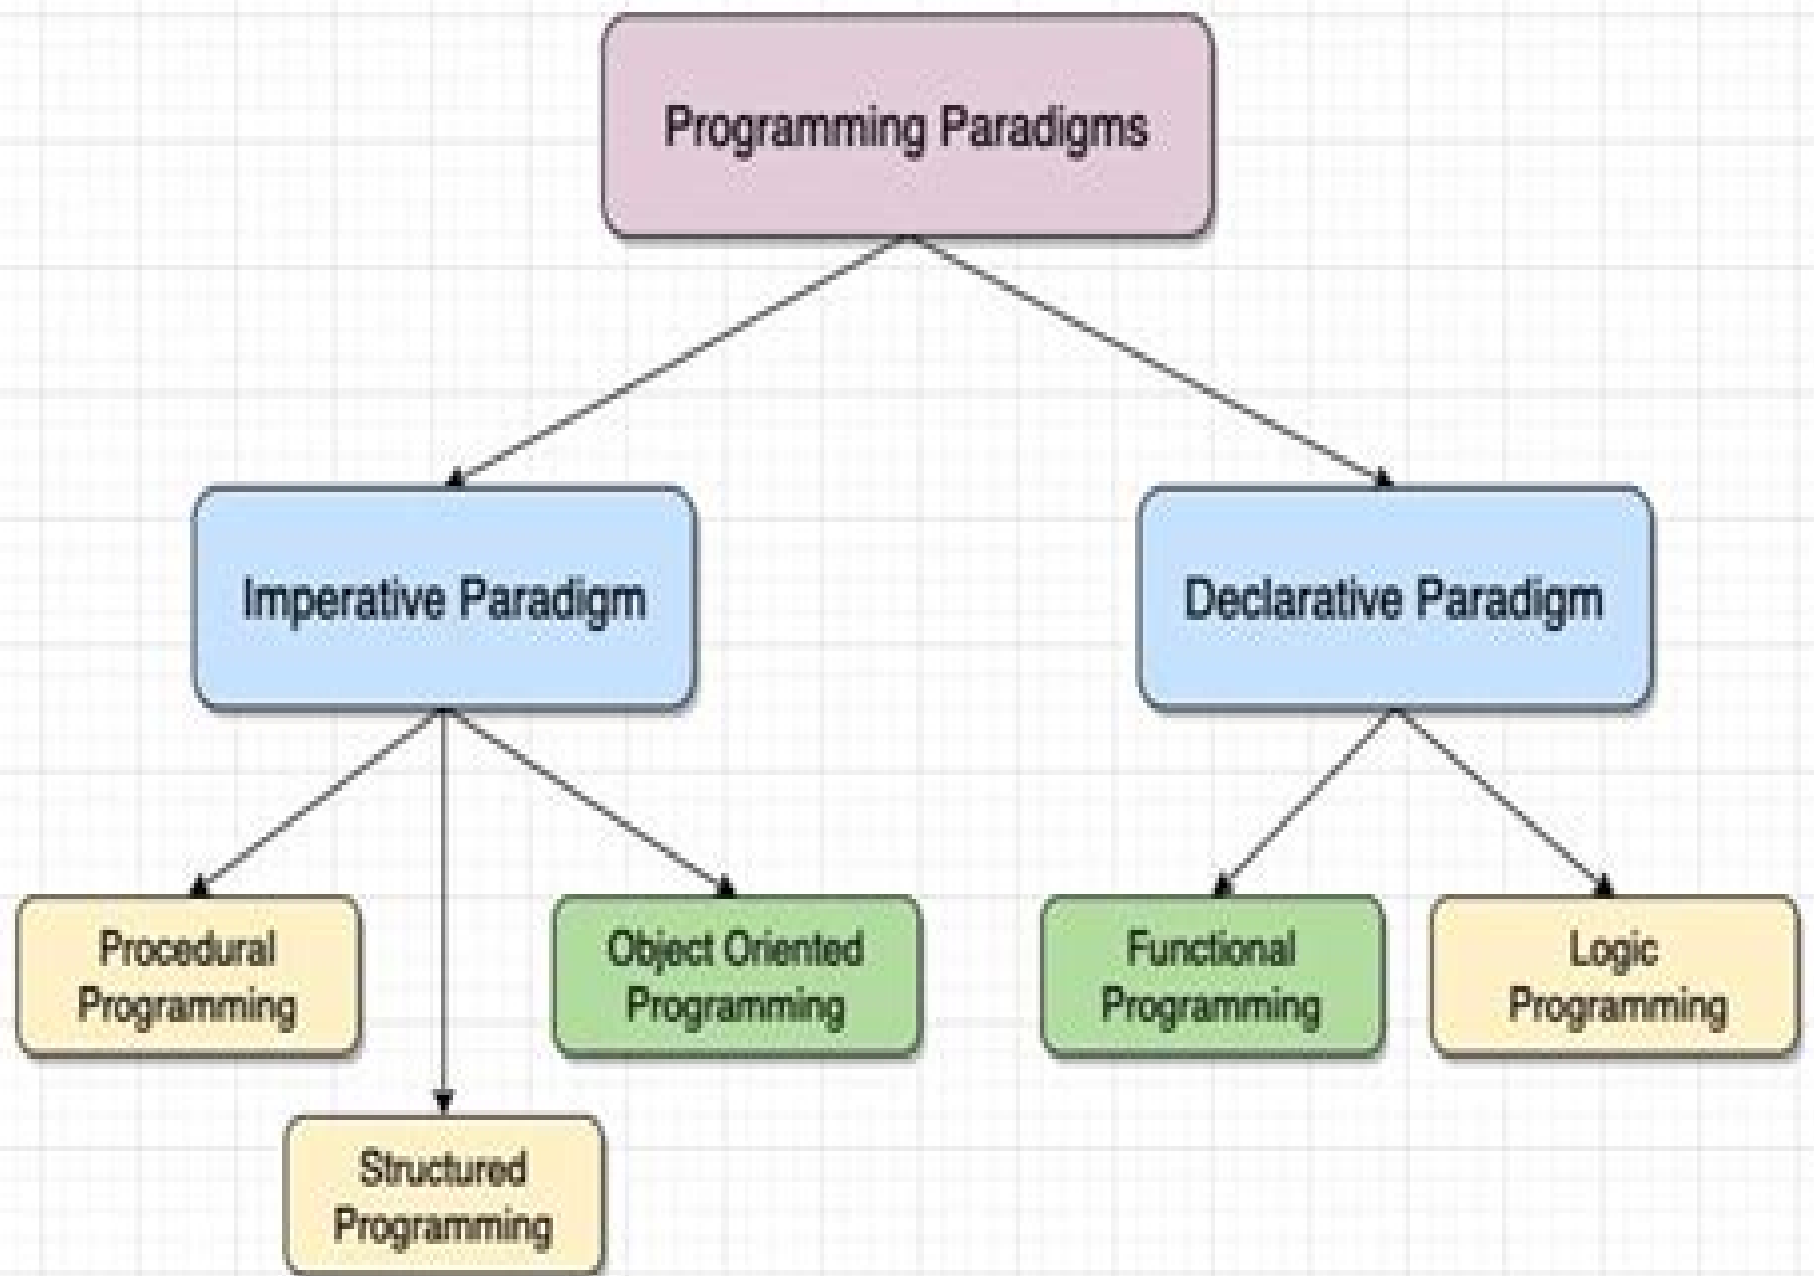 Programming Paradigms
Imperative Paradigm
Declarative Paradigm
Procedural
Programming
Object Oriented
Programming
Functional
Programming
Logic
Programming
Structured
Programming